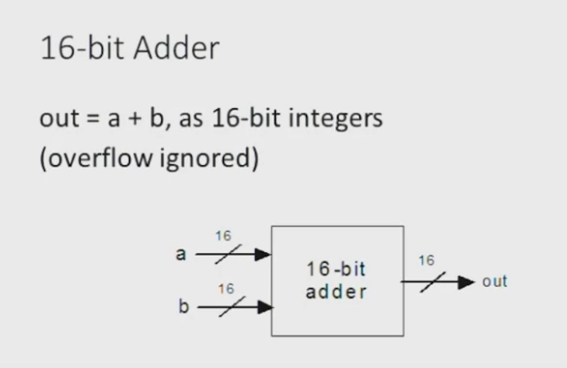 16-bit Adder
out = a + b, as 16-bit integers
(overflow ignored)
16
a
16-bit
adder
16
out
16
b